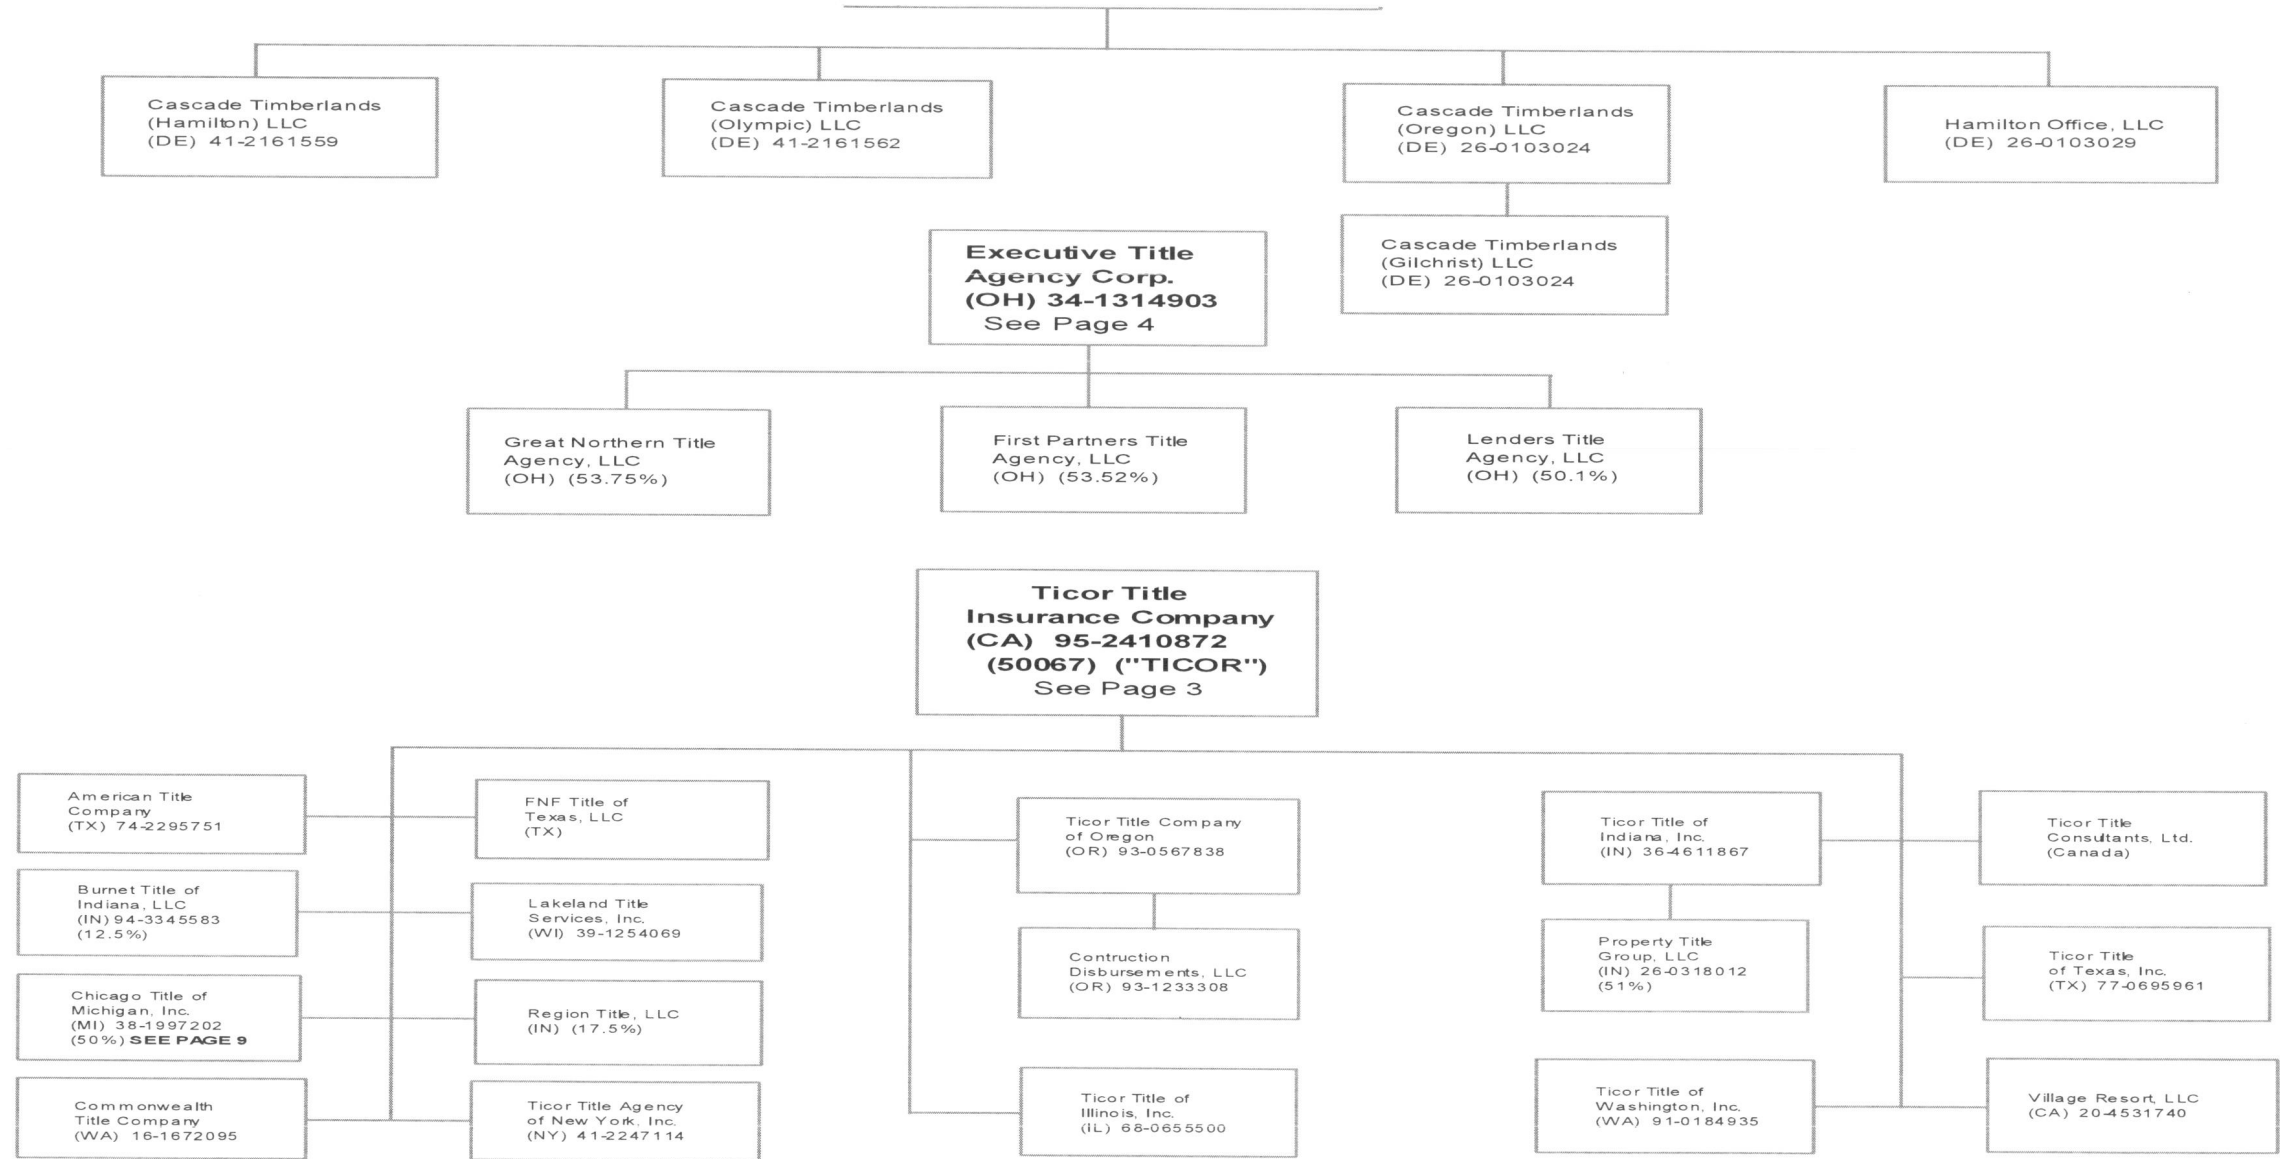 Cascade Timberlands
(Hamilton) LLC
(DE) 41-2161559
Cascade Timberlands
(Olympic) LLC
(DE) 41-2161562
Cascade Timberlands
(Oregon) LLC
(DE) 26-0103024
Hamilton Office, LLC
(DE) 26-0103029
Cascade Timberlands
(Gilchrist) LLC
(DE) 26-0103024
Executive Title
Agency Corp.
(OH) 34-1314903
See Page 4
Great Northern Title
Agency, LLC
(OH) (53.75%)
First Partners Title
Agency, LLC
(OH) (53.52%)
Lenders Title
Agency, LLC
(OH) (50.1%)
Ticor Title
Insurance Company
(CA) 95-2410872
(50067) ("TICOR")
See Page 3
American Title
Company
(TX) 74-2295751
FNF Title of
Texas, LLC
(TX)
Ticor Title Company
of Oregon
(OR) 93-0567838
Ticor Title of
Indiana, Inc.
(IN) 36-4611867
Ticor Title
Consultants, Ltd.
(Canada)
Burnet Title of
Indiana, LLC
(IN) 94-3345583
(12.5%)
Lakeland Title
Services, Inc.
(WI) 39-1254069
Contruction
Disbursements, LLC
(OR) 93-1233308
Property Title
Group, LLC
(IN) 26-0318012
(51%)
Ticor Title
of Texas, Inc.
(TX) 77-0695961
Chicago Title of
Michigan, Inc.
(MI) 38-1997202
(50%) SEE PAGE 9
Region Title, LLC
(IN) (17.5%)
Commonwealth
Title Company
(WA) 16-1672095
Ticor Title Agency
of New York, Inc.
(NY) 41-2247114
Ticor Title of
Illinois, Inc.
(IL) 68-0655500
Ticor Title of
Washington, Inc.
(WA) 91-0184935
Village Resort, LLC
(CA) 20-4531740